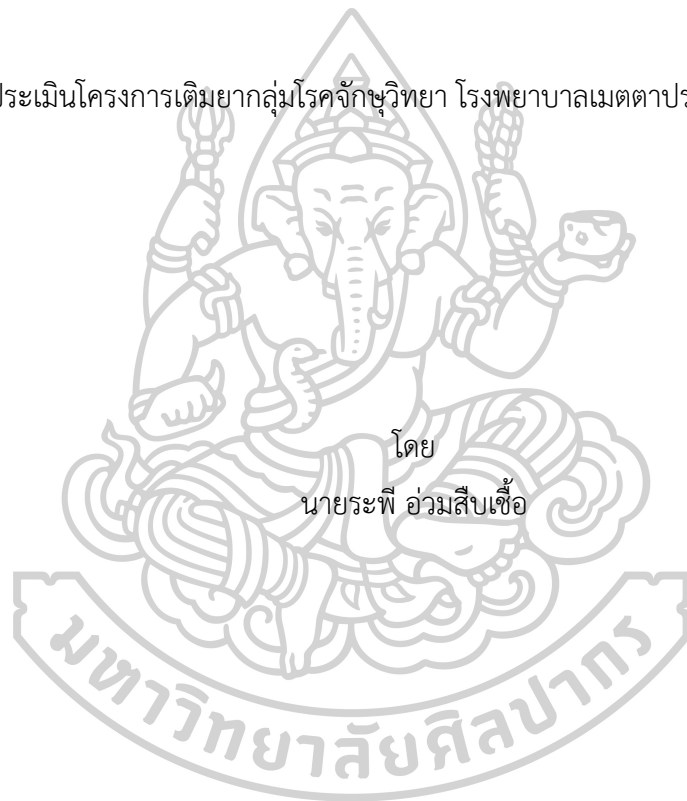 ประเมินโครงการเติมยากลุ่มโรคจักษุวิทยา โรงพยาบาลเมตตาปร
โดย
นายระพี อ่วมสืบเชื้อ
มหาวิทยาลัยศิลปากร